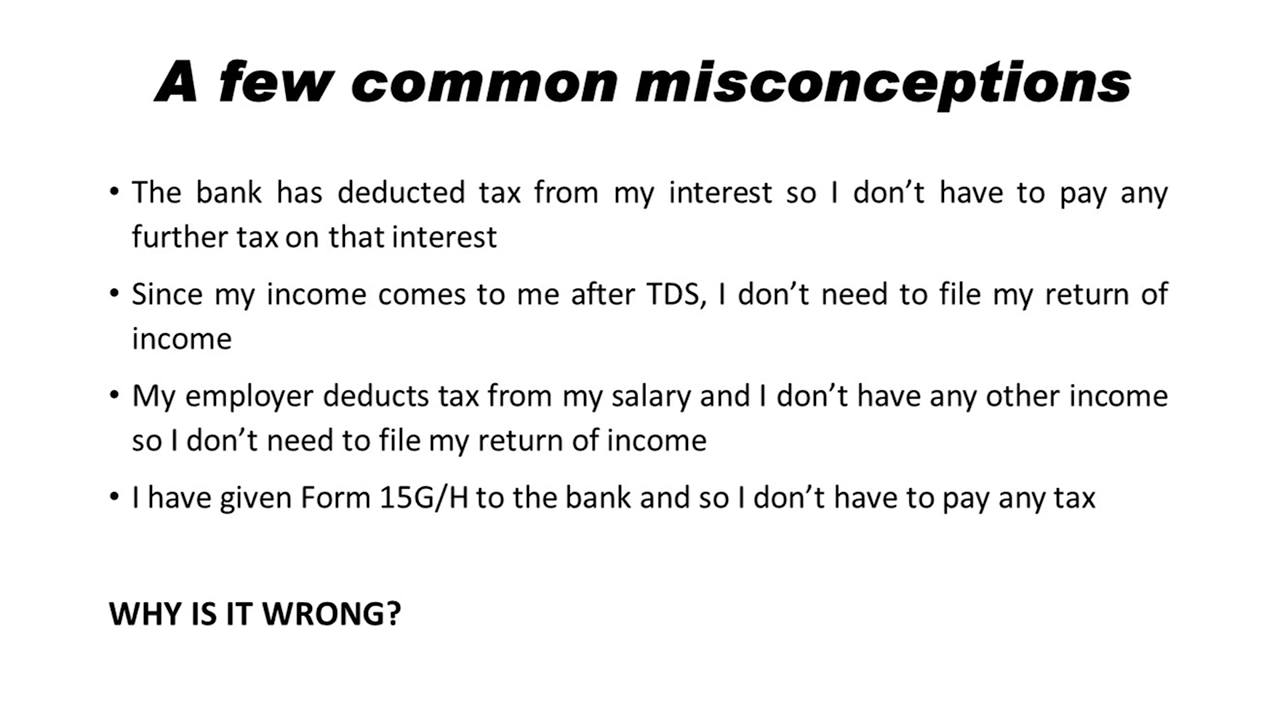 A few common misconceptions
• The bank has deducted tax from my interest so I don’t have to pay any
further tax on that interest
• Since my income comes to me after TDS, I don’t need to file my return of
income
• My employer deducts tax from my salary and I don’t have any other income
so I don’t need to file my return of income
• I have given Form 15G/H to the bank and so I don’t have to pay any tax
WHY IS IT WRONG?